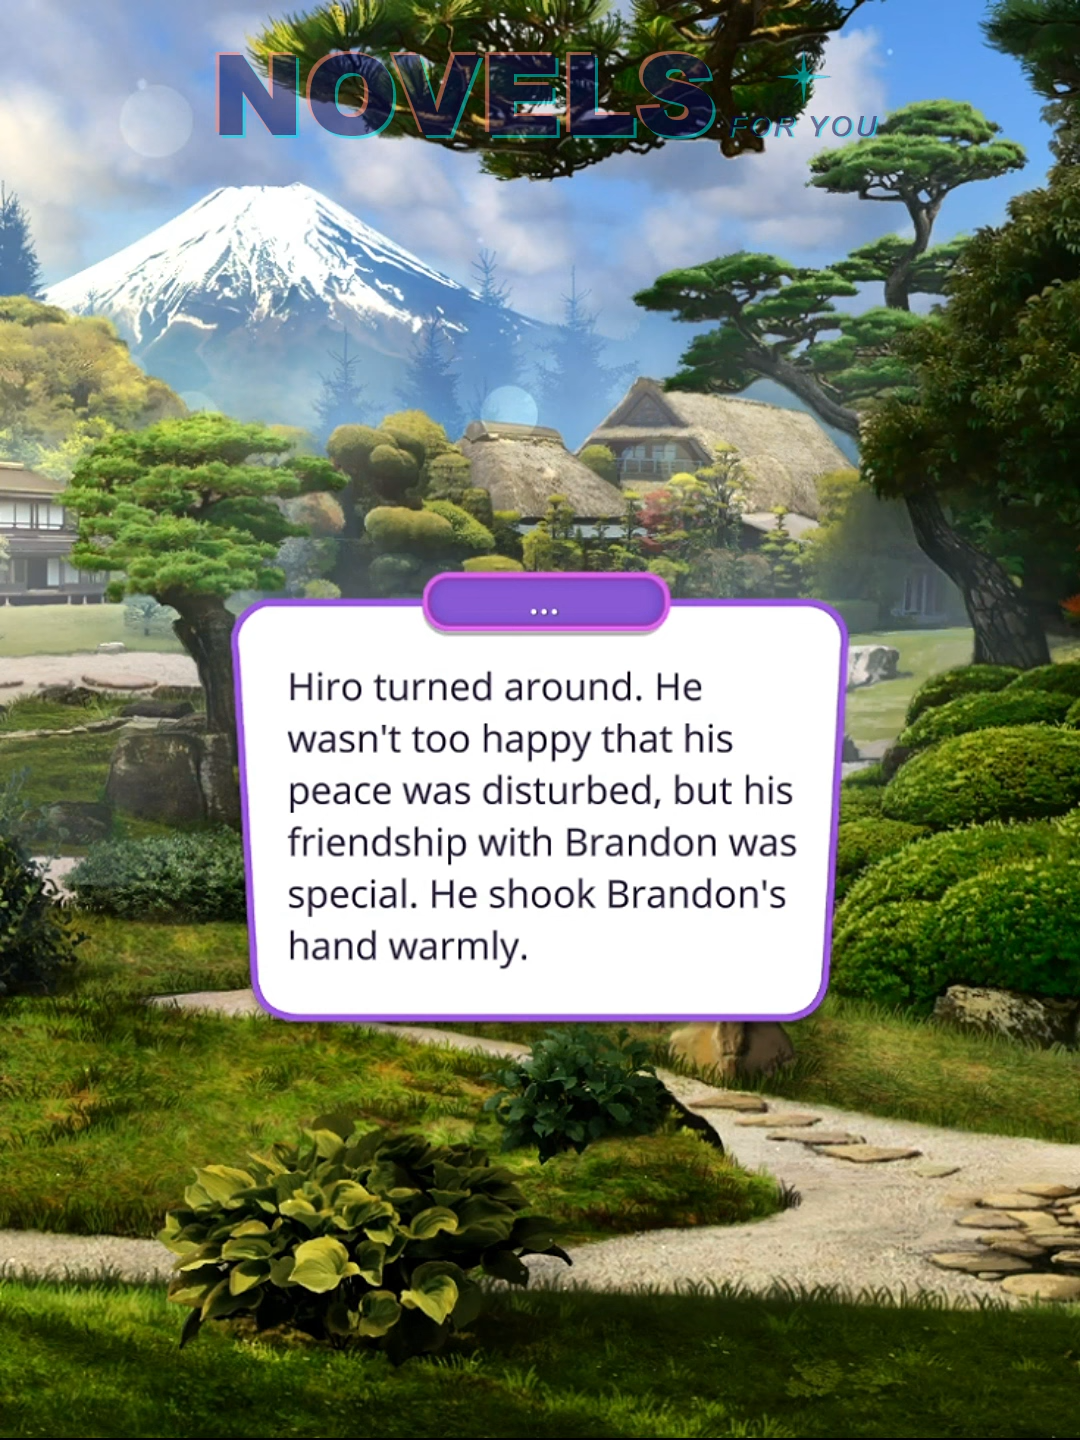 NOVELS
FOR YOU
...
Hiro turned around. He
wasn't too happy that his
peace was disturbed, but his
friendship with Brandon was
special. He shook Brandon's
hand warmly.